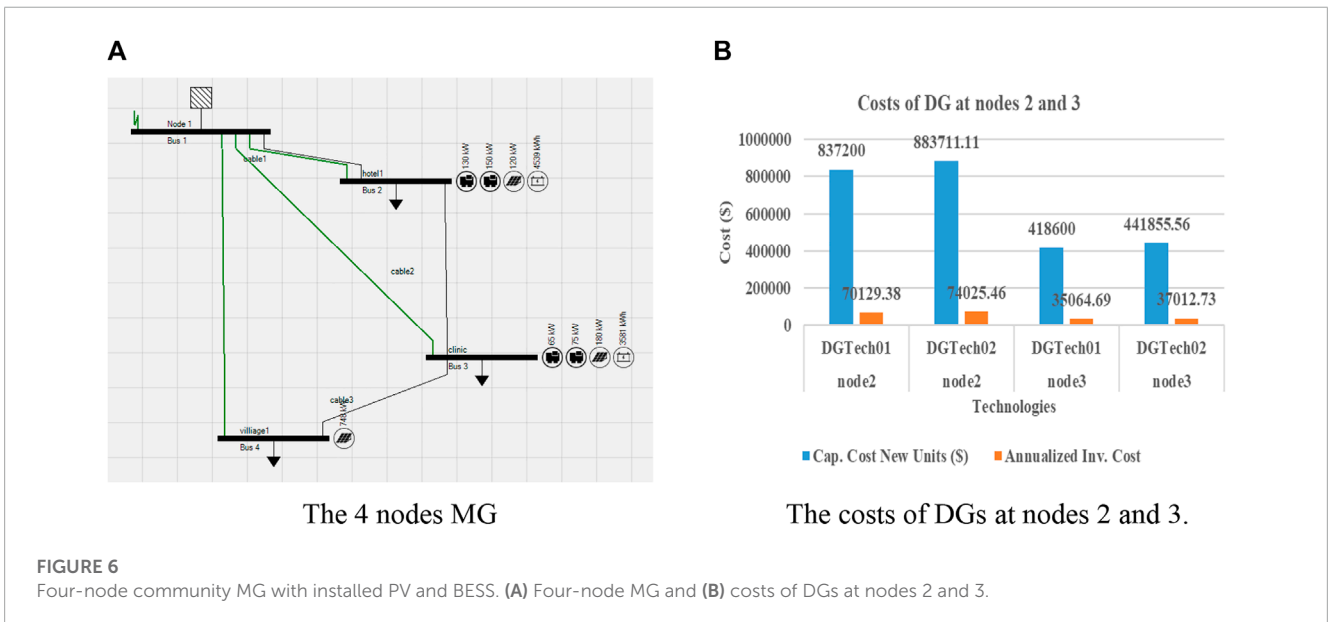 A
Node 1
Bus 1
cable1
hotel1
Bus 2
130 kW
150 kW
120 kW
4539 kWh
cable2
clinic
Bus 3
65 kW
75 kW
180 kW
3581 kWh
cable3
villiage1
Bus 4
748 kW
The 4 nodes MG
B
Costs of DG at nodes 2 and 3
Cost ($)
1000000
800000
600000
400000
200000
0
837200
883711.11
418600
441855.56
70129.38
74025.46
35064.69
37012.73
DGTech01 DGTech02 DGTech01 DGTech02
node2 node2 node3 node3
Technologies
Cap. Cost New Units ($) Annualized Inv. Cost
The costs of DGs at nodes 2 and 3.
FIGURE 6
Four-node community MG with installed PV and BESS. (A) Four-node MG and (B) costs of DGs at nodes 2 and 3.